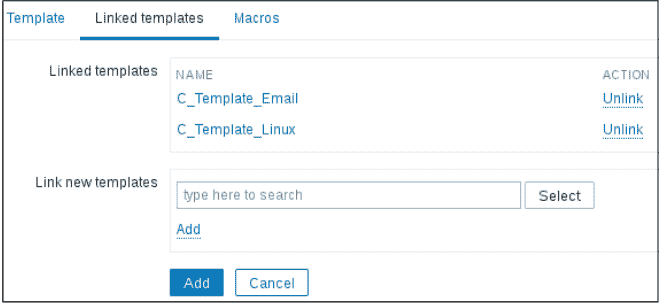 Template Linked templates Macros
Linked templates NAME ACTION
C_Template_Email Unlink
C_Template_Linux Unlink
Link new templates type here to search Select
Add
Add Cancel